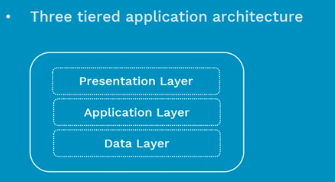 • Three tiered application architecture
Presentation Layer
Application Layer
Data Layer